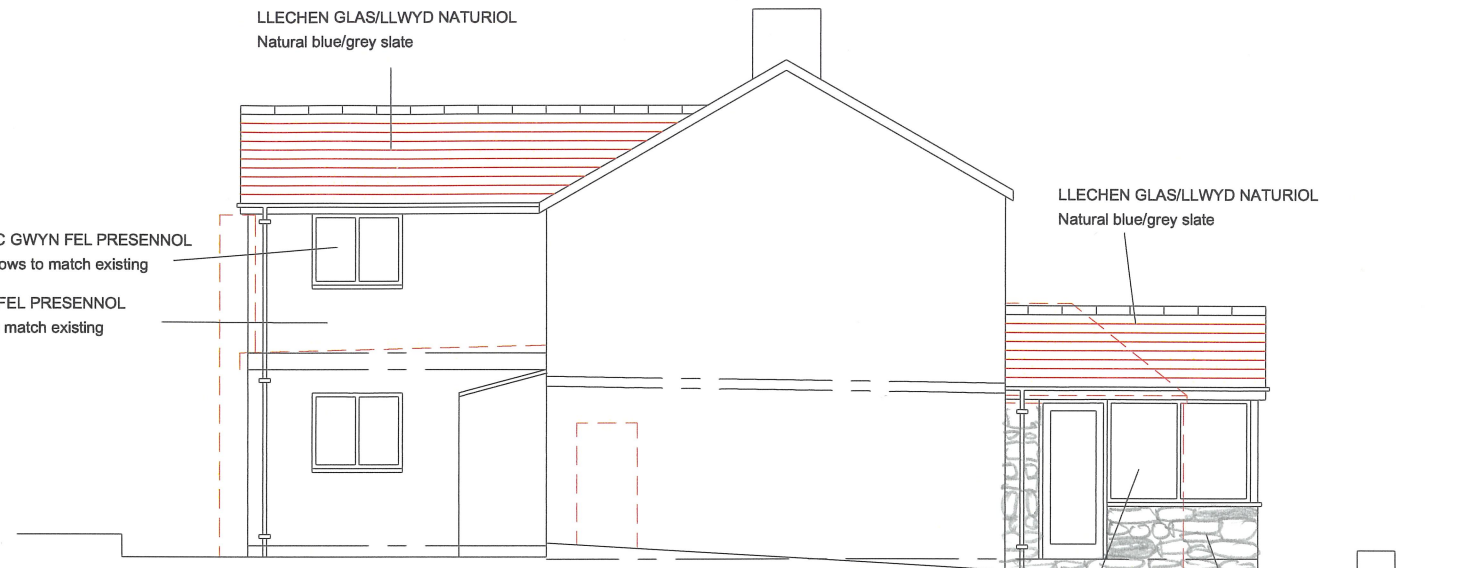 LLECHEN GLAS/LLWYD NATURIOL
Natural blue/grey slate
LLECHEN GLAS/LLWYD NATURIOL
Natural blue/grey slate
GWYN FEL PRESENNOL
to match existing
FEL PRESENNOL
match existing